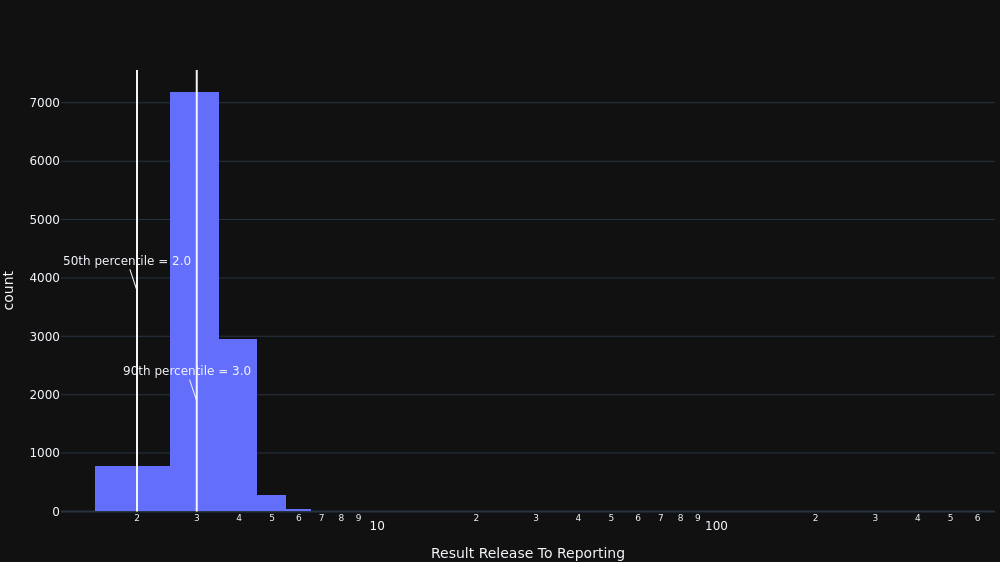 7000
6000
5000
50th percentile = 2.0
4000
count
3000
90th percentile = 3.0
2000
1000
0
2 3 4 5 6 7 8 9 10 2 3 4 5 6 7 8 9 100 2 3 4 5 6
Result Release To Reporting